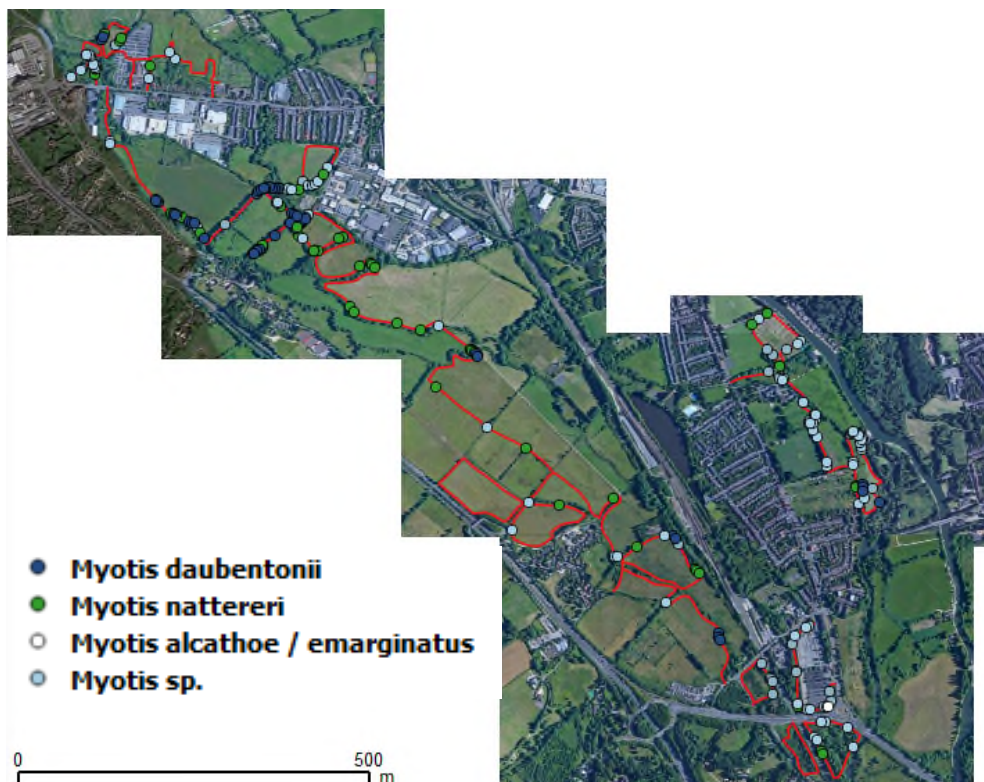 Myotis daubentonii
Myotis nattereri
Myotis alcathoe / emarginatus
Myotis sp.
0 500
m